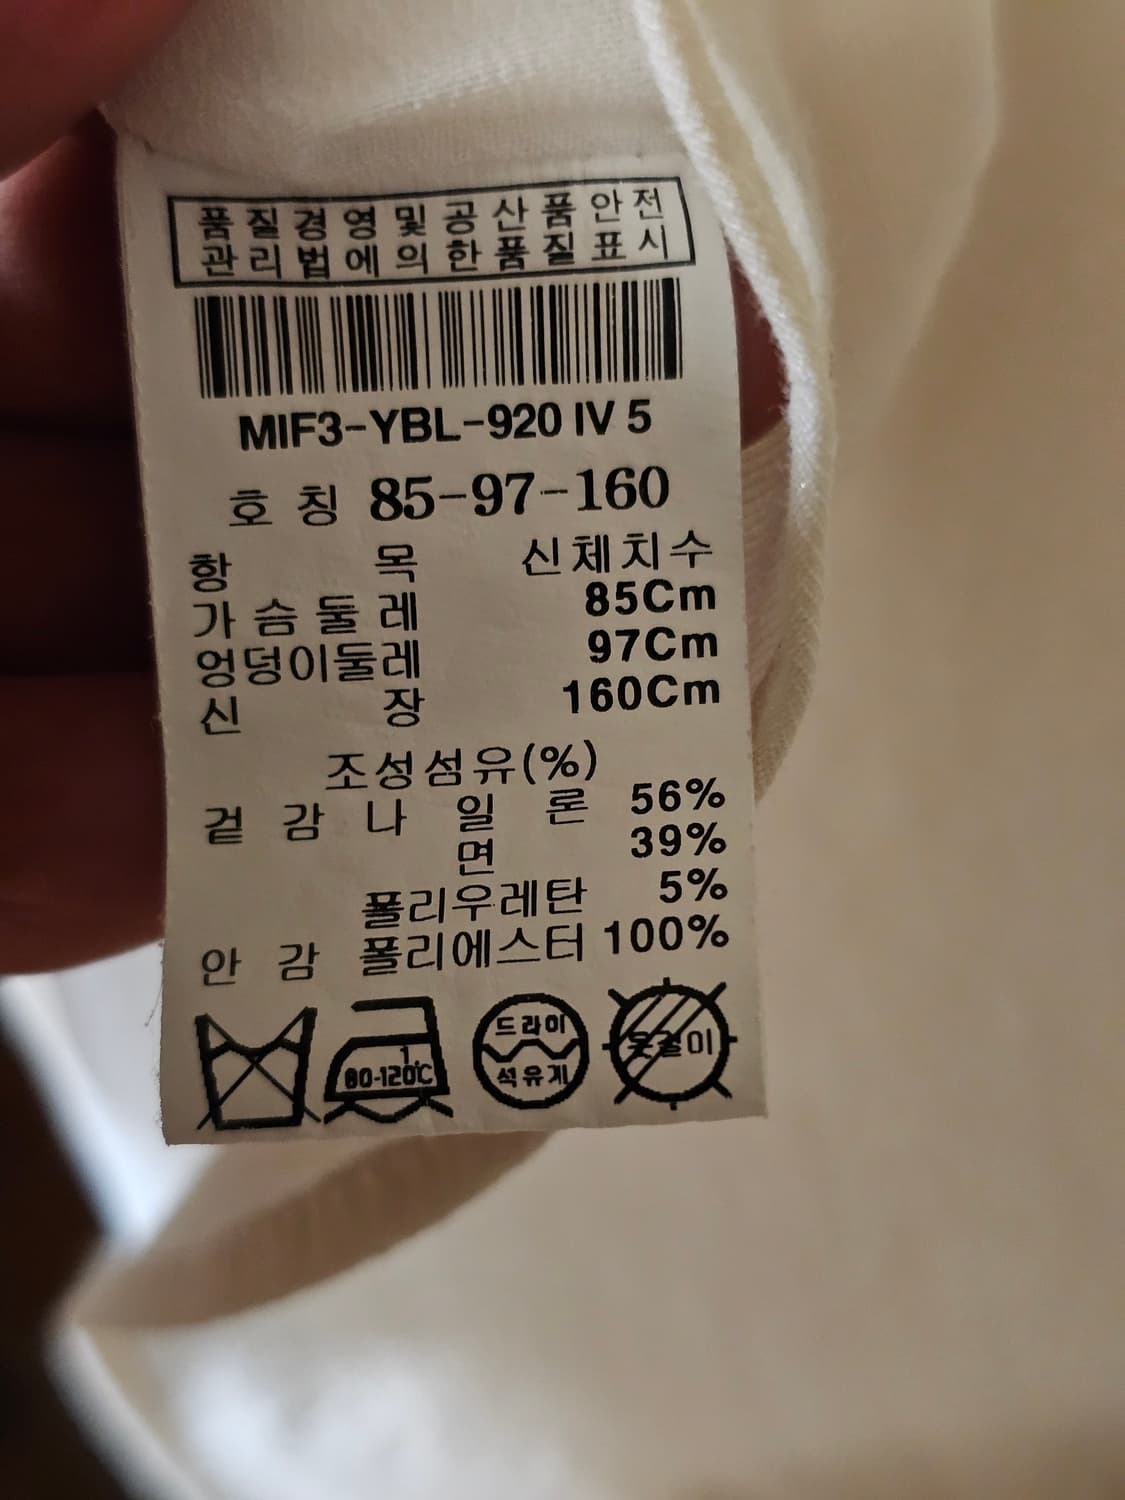 품질경영및공산품안전
관리법에의한품질표시
MIF3-YBL-920 IV 5
호칭 85-97-160
항목 신체치수
가슴둘레 85Cm
엉덩이둘레 97Cm
신장 160Cm
조성섬유(%)
겉감 나일론 56%
면 39%
폴리우레탄 5%
안감 폴리에스터 100%
80-120℃
드라이
석유계
옷걸이